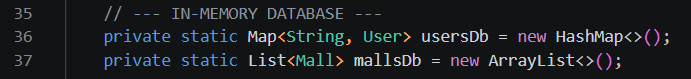 35 // --- IN-MEMORY DATABASE ---
36 private static Map<String, User> usersDb = new HashMap<>();
37 private static List<Mall> mallsDb = new ArrayList<>();